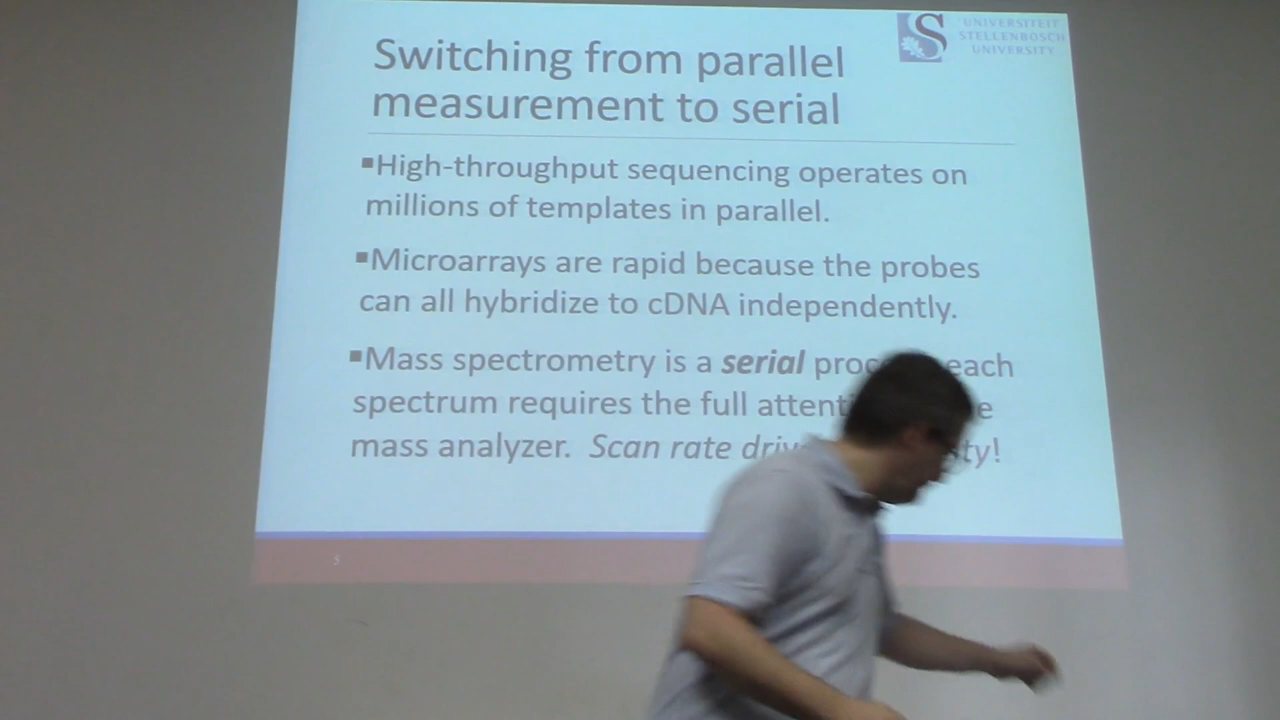 UNIVERSITEIT
STELLENBOSCH
UNIVERSITY
Switching from parallel
measurement to serial
▪High-throughput sequencing operates on
millions of templates in parallel.
▪Microarrays are rapid because the probes
can all hybridize to cDNA independently.
▪Mass spectrometry is a serial each
spectrum requires the full
mass analyzer. Scan rate
5